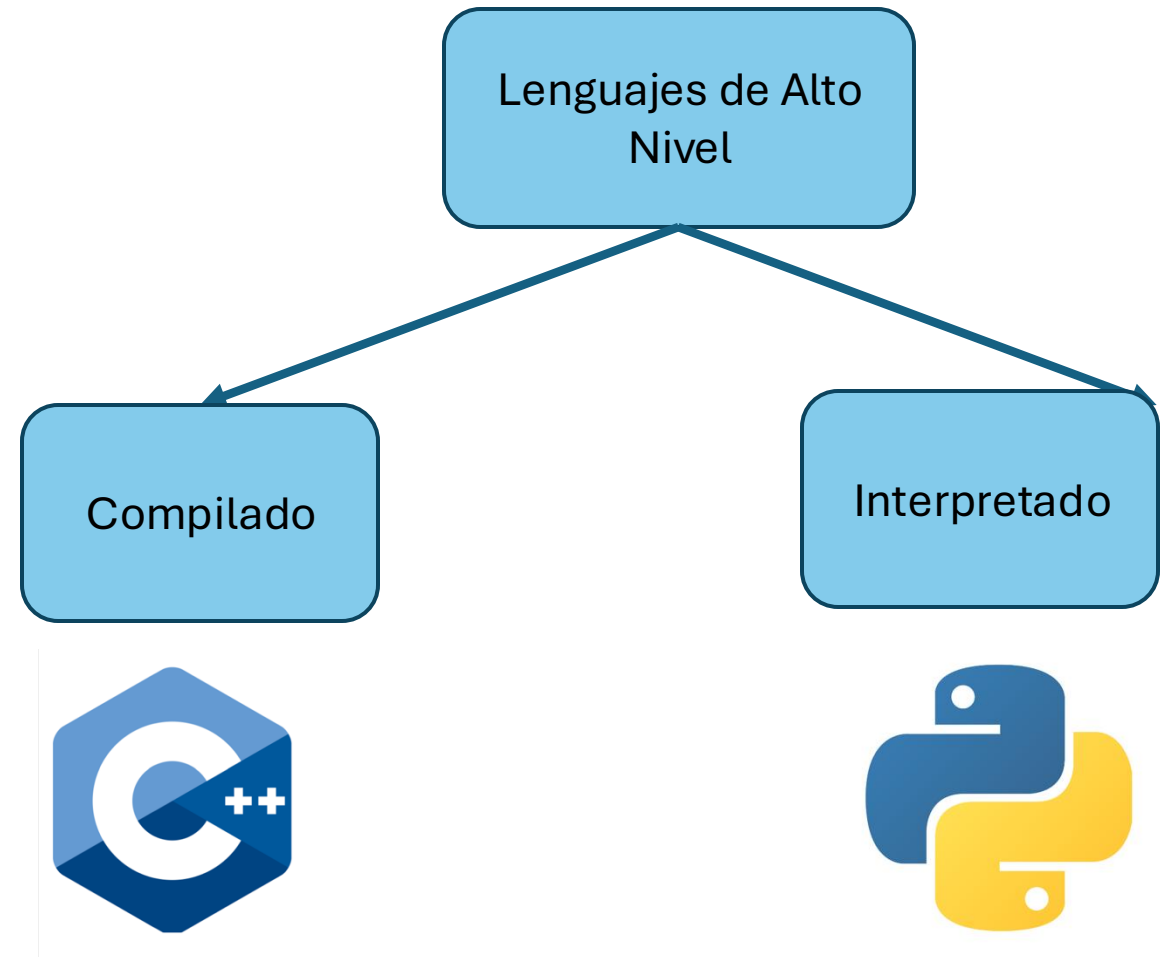 Lenguajes de Alto
Nivel
Compilado
Interpretado
C++